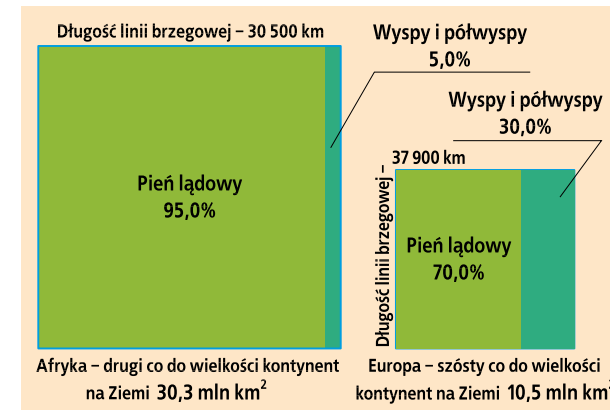 Długość linii brzegowej – 30 500 km
Wyspy i półwyspy
5,0%
Pień lądowy
95,0%
Afryka – drugi co do wielkości kontynent
na Ziemi 30,3 mln km²
Wyspy i półwyspy
30,0%
37 900 km
Długość linii brzegowej –
Pień lądowy
70,0%
Europa – szósty co do wielkości
kontynent na Ziemi 10,5 mln km²